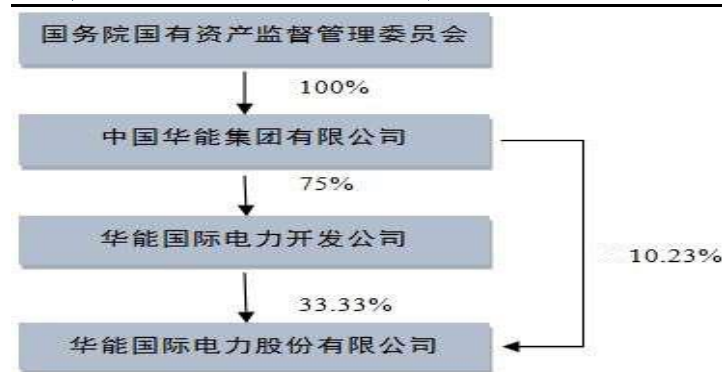 国务院国有资产监督管理委员会
100%
中国华能集团有限公司
75%
华能国际电力开发公司
10.23%
33.33%
华能国际电力股份有限公司